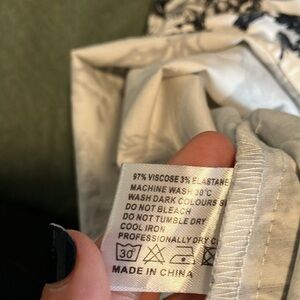 97% VISCOSE 3% ELASTANE
MACHINE WASH 30°C
WASH DARK COLOURS
DO NOT BLEACH
DO NOT TUMBLE DRY
COOL IRON
PROFESSIONALLY DRY
30°
MADE IN CHINA